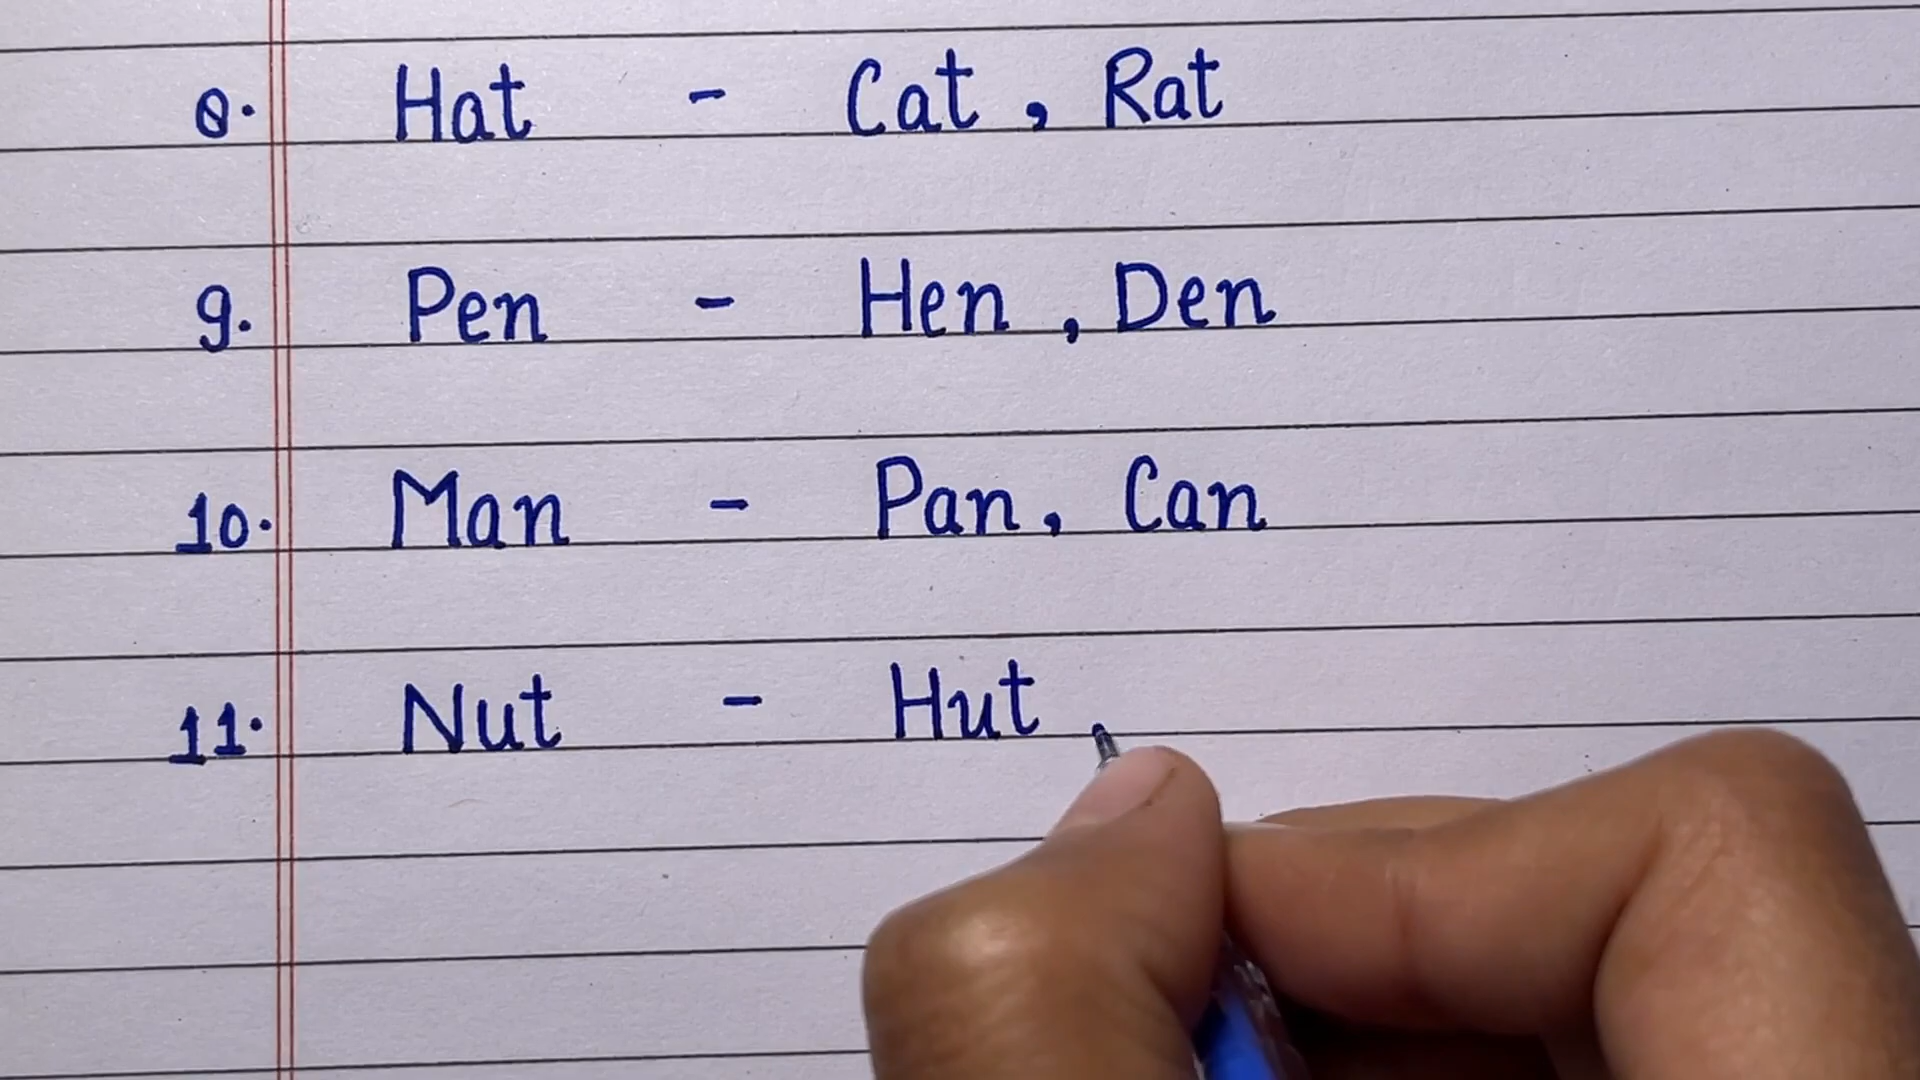 8. Hat - Cat, Rat
9. Pen - Hen, Den
10. Man - Pan, Can
11. Nut - Hut,